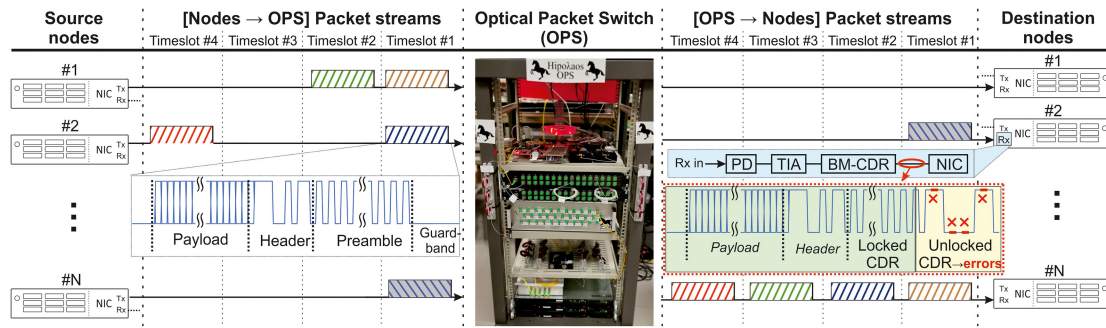 Source nodes
[Nodes → OPS] Packet streams
Optical Packet Switch (OPS)
[OPS → Nodes] Packet streams
Destination nodes
Timeslot #4 Timeslot #3 Timeslot #2 Timeslot #1
Timeslot #4 Timeslot #3 Timeslot #2 Timeslot #1
#1
NIC Tx Rx
#2
NIC Tx Rx
Payload Header Preamble Guard-band
#N
NIC Tx Rx
Hipoλaos
OPS
#1
Tx Rx NIC
#2
Tx Rx NIC
Rx in PD TIA BM-CDR NIC
Payload Header Locked CDR Unlocked CDR→errors
#N
Tx Rx NIC